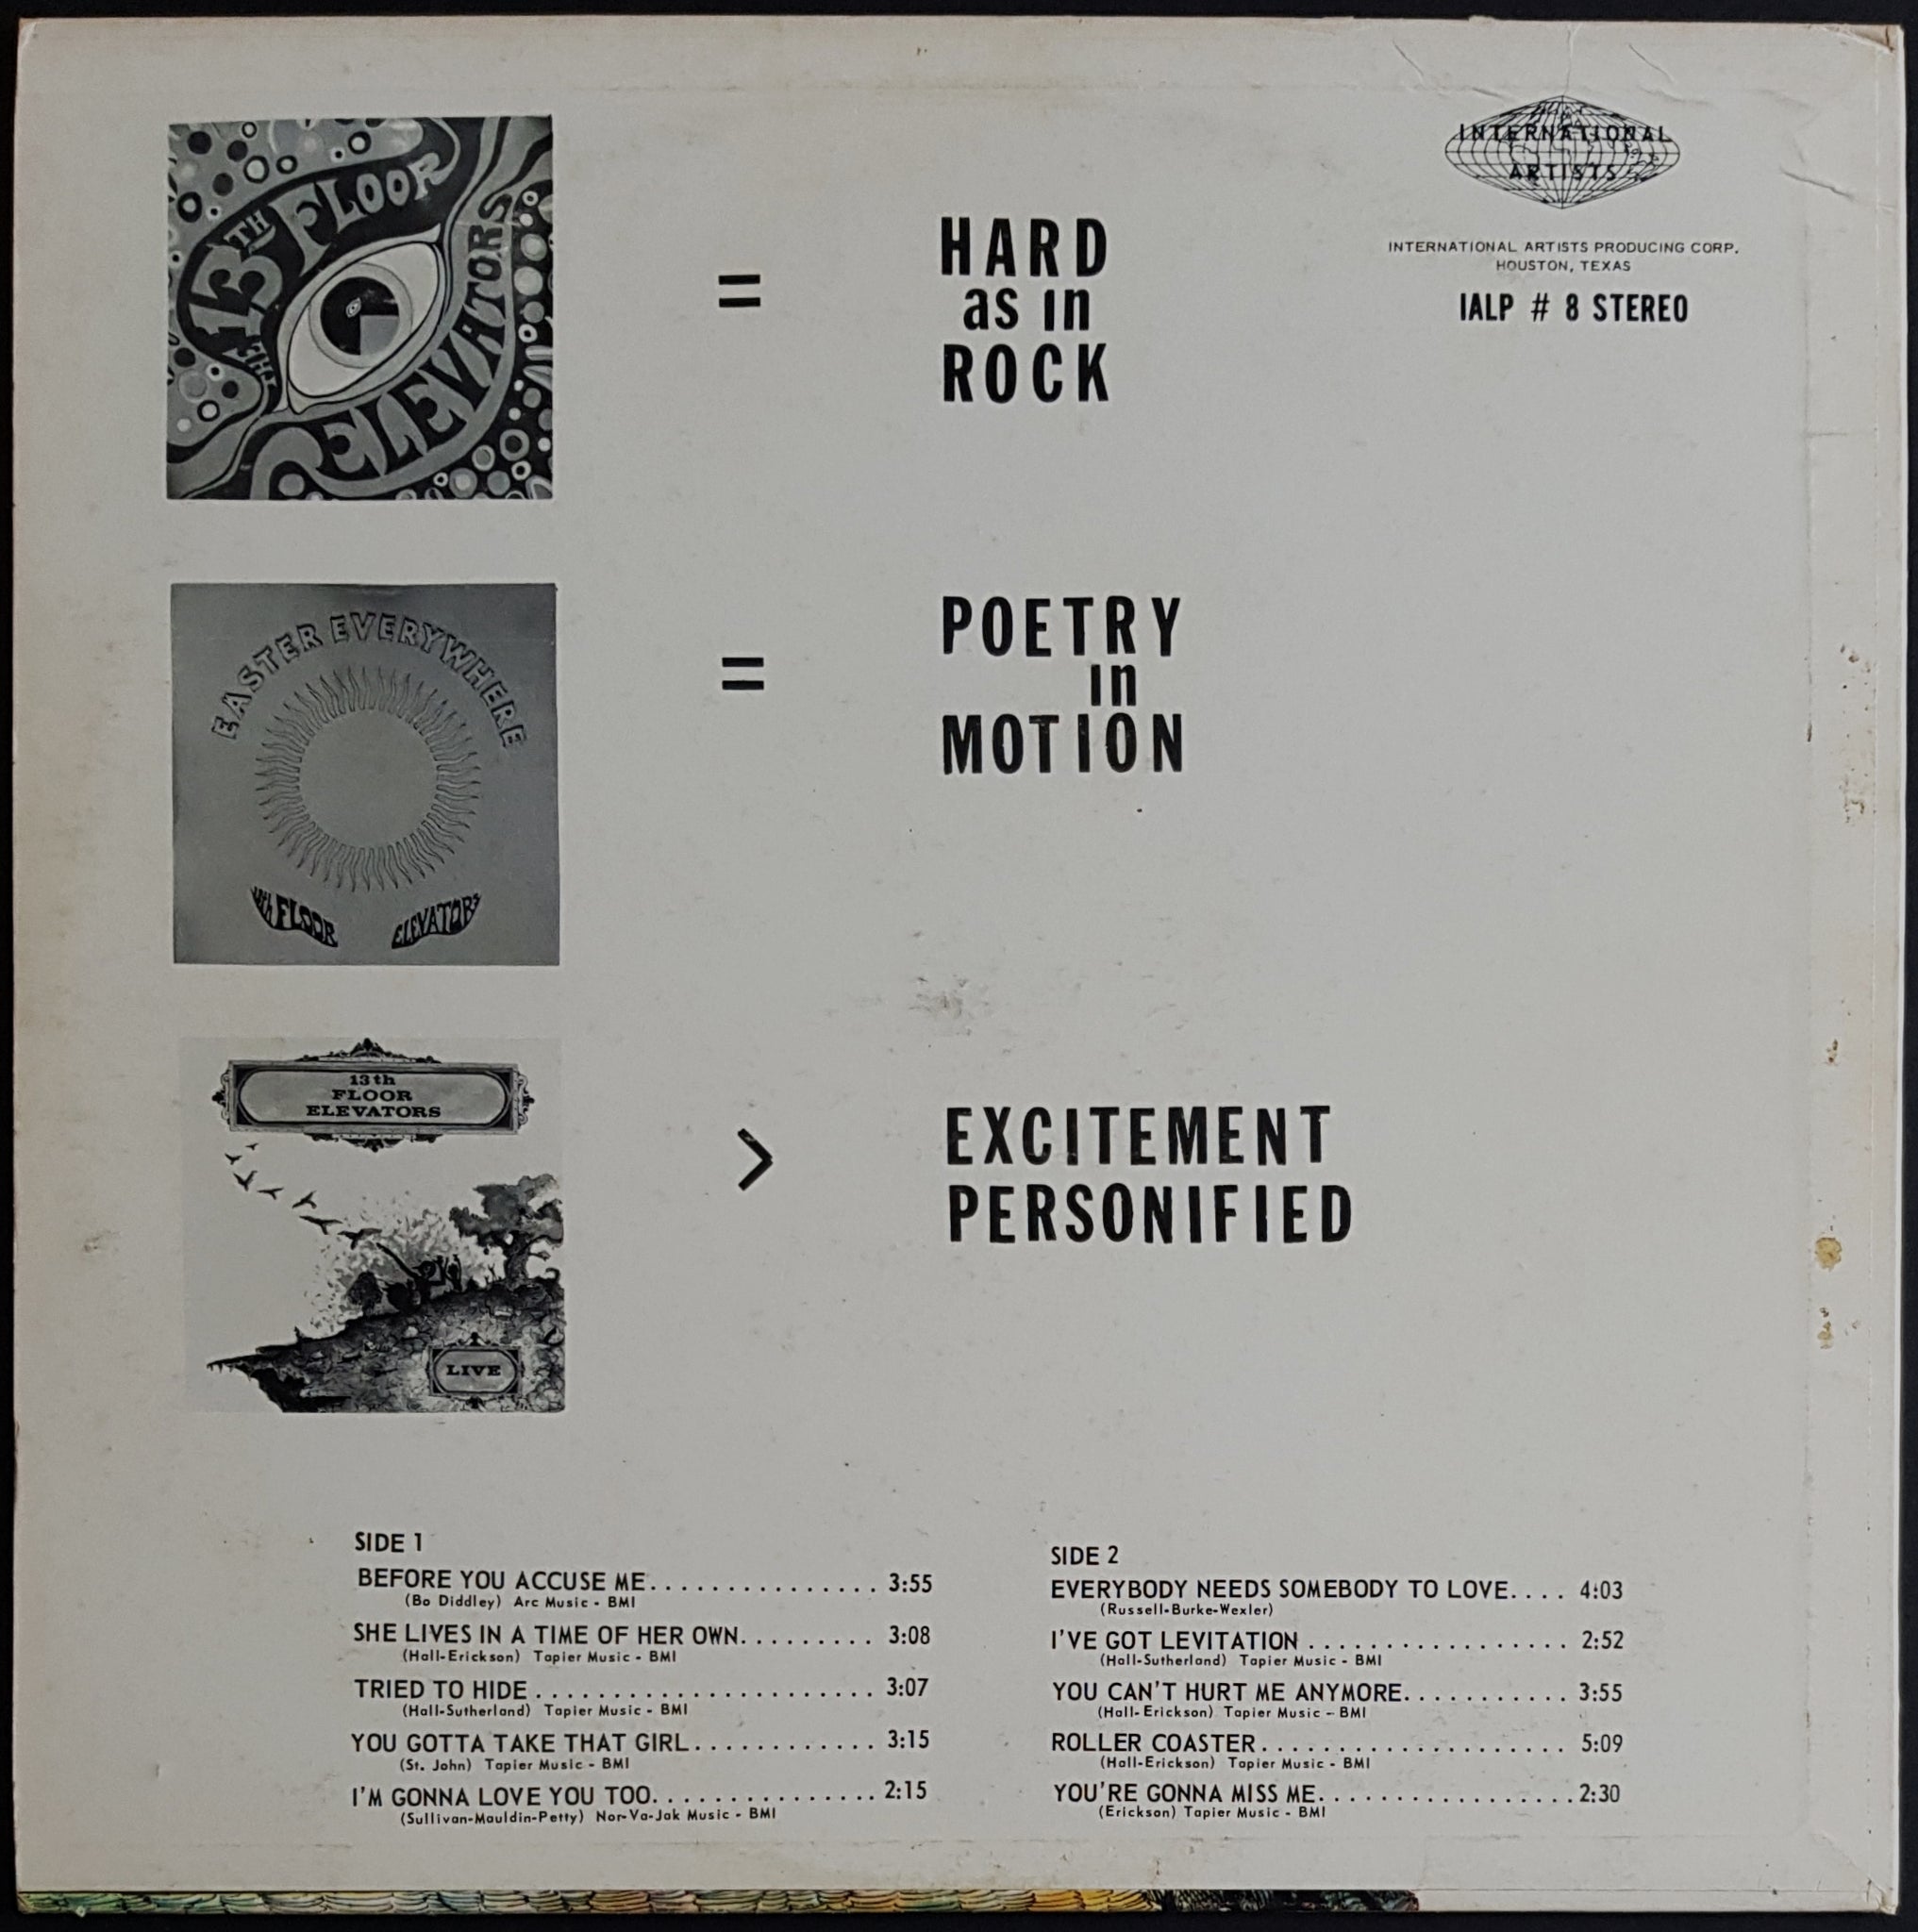 THE 13TH FLOOR
ELEVATORS
=
HARD
as in
ROCK
INTERNATIONAL
ARTISTS
INTERNATIONAL ARTISTS PRODUCING CORP.
HOUSTON, TEXAS
IALP # 8 STEREO
EASTER EVERYWHERE
13th FLOOR ELEVATORS
=
POETRY
in
MOTION
13th
FLOOR
ELEVATORS
LIVE
>
EXCITEMENT
PERSONIFIED
SIDE 1
BEFORE YOU ACCUSE ME............... 3:55
(Bo Diddley) Arc Music - BMI
SHE LIVES IN A TIME OF HER OWN......... 3:08
(Hall-Erickson) Tapier Music - BMI
TRIED TO HIDE...................... 3:07
(Hall-Sutherland) Tapier Music - BMI
YOU GOTTA TAKE THAT GIRL............ 3:15
(St. John) Tapier Music - BMI
I'M GONNA LOVE YOU TOO............... 2:15
(Sullivan-Mauldin-Petty) Nor-Va-Jak Music - BMI
SIDE 2
EVERYBODY NEEDS SOMEBODY TO LOVE.... 4:03
(Russell-Burke-Wexler)
I'VE GOT LEVITATION................. 2:52
(Hall-Sutherland) Tapier Music - BMI
YOU CAN'T HURT ME ANYMORE........... 3:55
(Hall-Erickson) Tapier Music - BMI
ROLLER COASTER.................... 5:09
(Hall-Erickson) Tapier Music - BMI
YOU'RE GONNA MISS ME.................2:30
(Erickson) Tapier Music - BMI